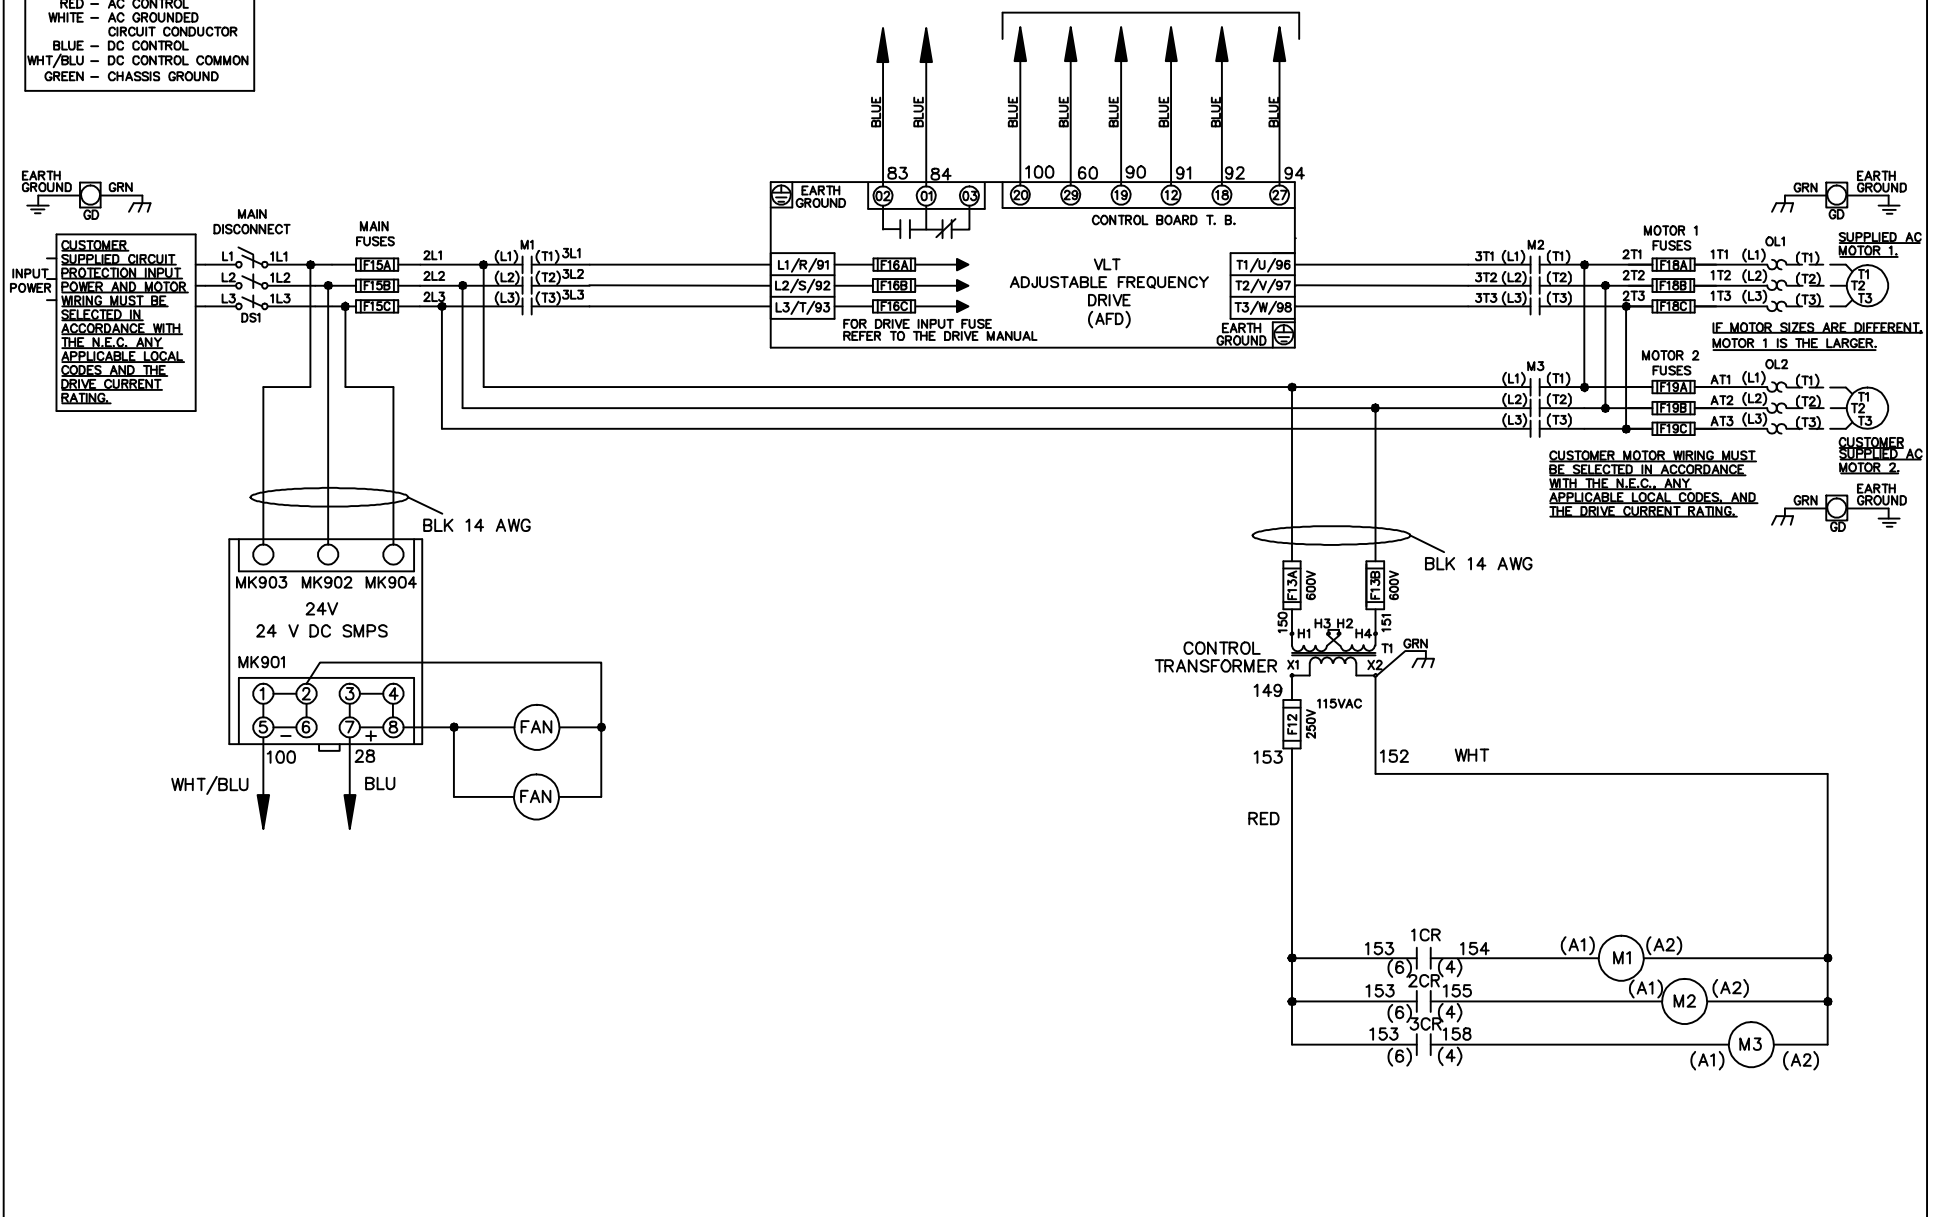 RED – AC CONTROL
WHITE – AC GROUNDED
CIRCUIT CONDUCTOR
BLUE – DC CONTROL
WHT/BLU – DC CONTROL COMMON
GREEN – CHASSIS GROUND
BLUE
BLUE
BLUE
BLUE
BLUE
BLUE
BLUE
BLUE
83
84
100
60
90
91
92
94
EARTH
GROUND
GRN
GD
EARTH
GROUND
02
01
03
20
29
19
12
18
27
CONTROL BOARD T. B.
GRN
EARTH
GROUND
GD
MAIN
DISCONNECT
MAIN
FUSES
INPUT
POWER
CUSTOMER
SUPPLIED CIRCUIT
PROTECTION INPUT
POWER AND MOTOR
WIRING MUST BE
SELECTED IN
ACCORDANCE WITH
THE N.E.C. ANY
APPLICABLE LOCAL
CODES AND THE
DRIVE CURRENT
RATING.
L1 1L1 F15A 2L1 (L1) M1 (T1) 3L1
L2 1L2 F15B 2L2 (L2) (T2) 3L2
L3 1L3 F15C 2L3 (L3) (T3) 3L3
DS1
L1/R/91 F16A
L2/S/92 F16B
L3/T/93 F16C
VLT
ADJUSTABLE FREQUENCY
DRIVE
(AFD)
FOR DRIVE INPUT FUSE
REFER TO THE DRIVE MANUAL
T1/U/96
T2/V/97
T3/W/98
EARTH
GROUND
M2
MOTOR 1
FUSES
OL1
SUPPLIED AC
MOTOR 1.
3T1 (L1) (T1) 2T1 F18A 1T1 (L1) (T1) T1
3T2 (L2) (T2) 2T2 F18B 1T2 (L2) (T2) T2
3T3 (L3) (T3) 2T3 F18C 1T3 (L3) (T3) T3
IF MOTOR SIZES ARE DIFFERENT,
MOTOR 1 IS THE LARGER.
M3
MOTOR 2
FUSES
OL2
(L1) (T1) F19A AT1 (L1) (T1) T1
(L2) (T2) F19B AT2 (L2) (T2) T2
(L3) (T3) F19C AT3 (L3) (T3) T3
CUSTOMER
SUPPLIED AC
MOTOR 2.
CUSTOMER MOTOR WIRING MUST
BE SELECTED IN ACCORDANCE
WITH THE N.E.C., ANY
APPLICABLE LOCAL CODES, AND
THE DRIVE CURRENT RATING.
GRN
EARTH
GROUND
GD
BLK 14 AWG
MK903 MK902 MK904
24V
24 V DC SMPS
MK901
1 2 3 4
5 – 6 7 + 8
100
28
WHT/BLU
BLU
FAN
FAN
BLK 14 AWG
F13A
600V
F13B
600V
150
151
H1 H3 H2 H4
T1
GRN
CONTROL
TRANSFORMER
X1 X2
149
115VAC
F12
250V
153
152
WHT
RED
153 1CR 154 (A1) M1 (A2)
(6) (4)
153 2CR 155 (A1) M2 (A2)
(6) (4)
153 3CR 158 M3
(6) (4) (A1) (A2)